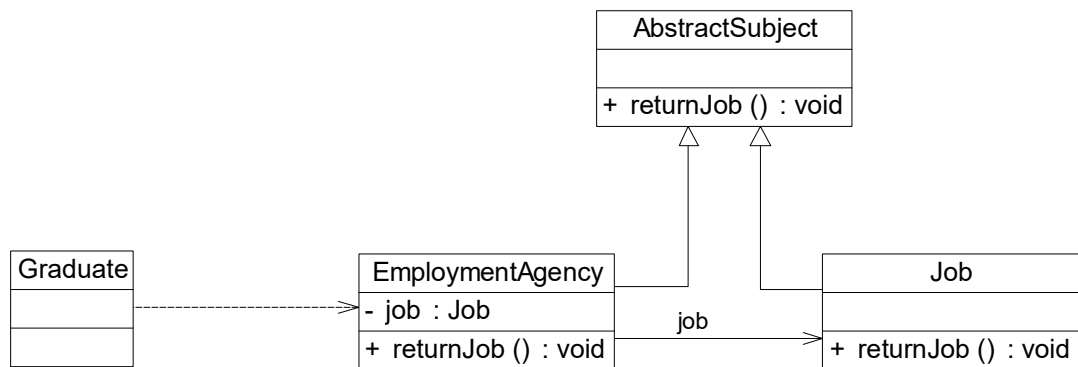 AbstractSubject
+ returnJob () : void
Graduate
EmploymentAgency
- job : Job
+ returnJob () : void
job
Job
+ returnJob () : void